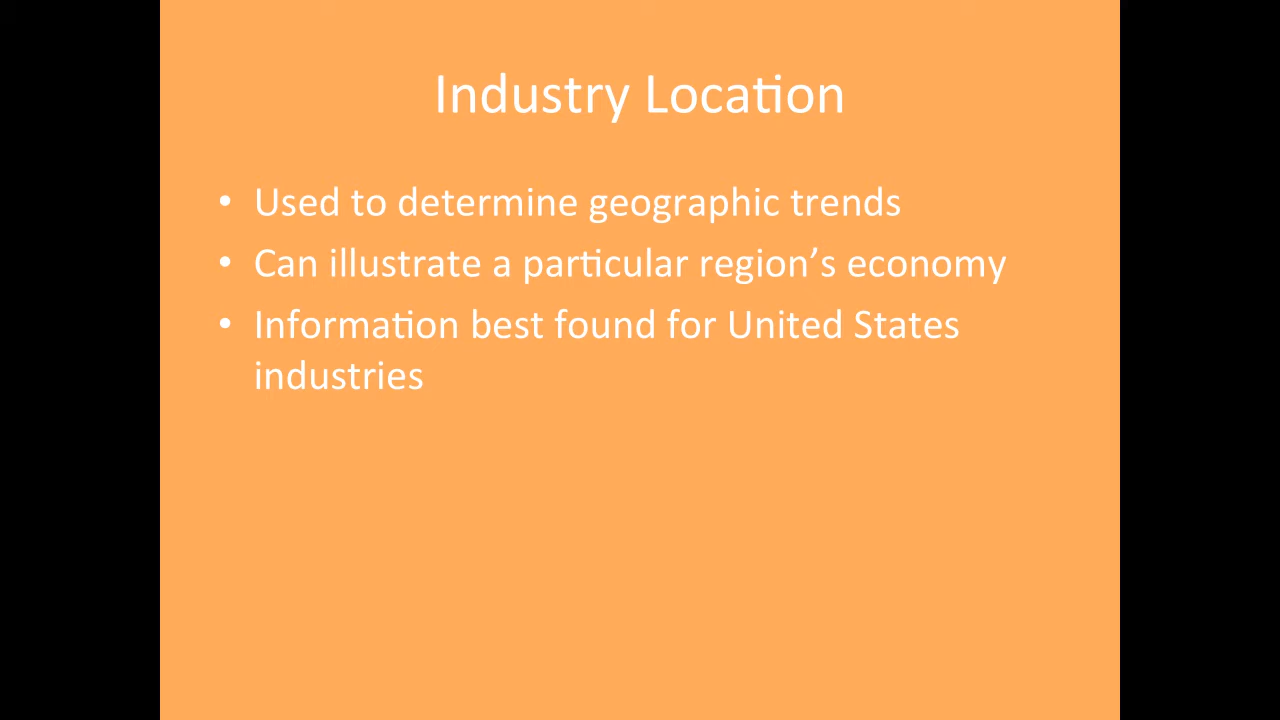 Industry Location
• Used to determine geographic trends
• Can illustrate a particular region’s economy
• Information best found for United States
industries